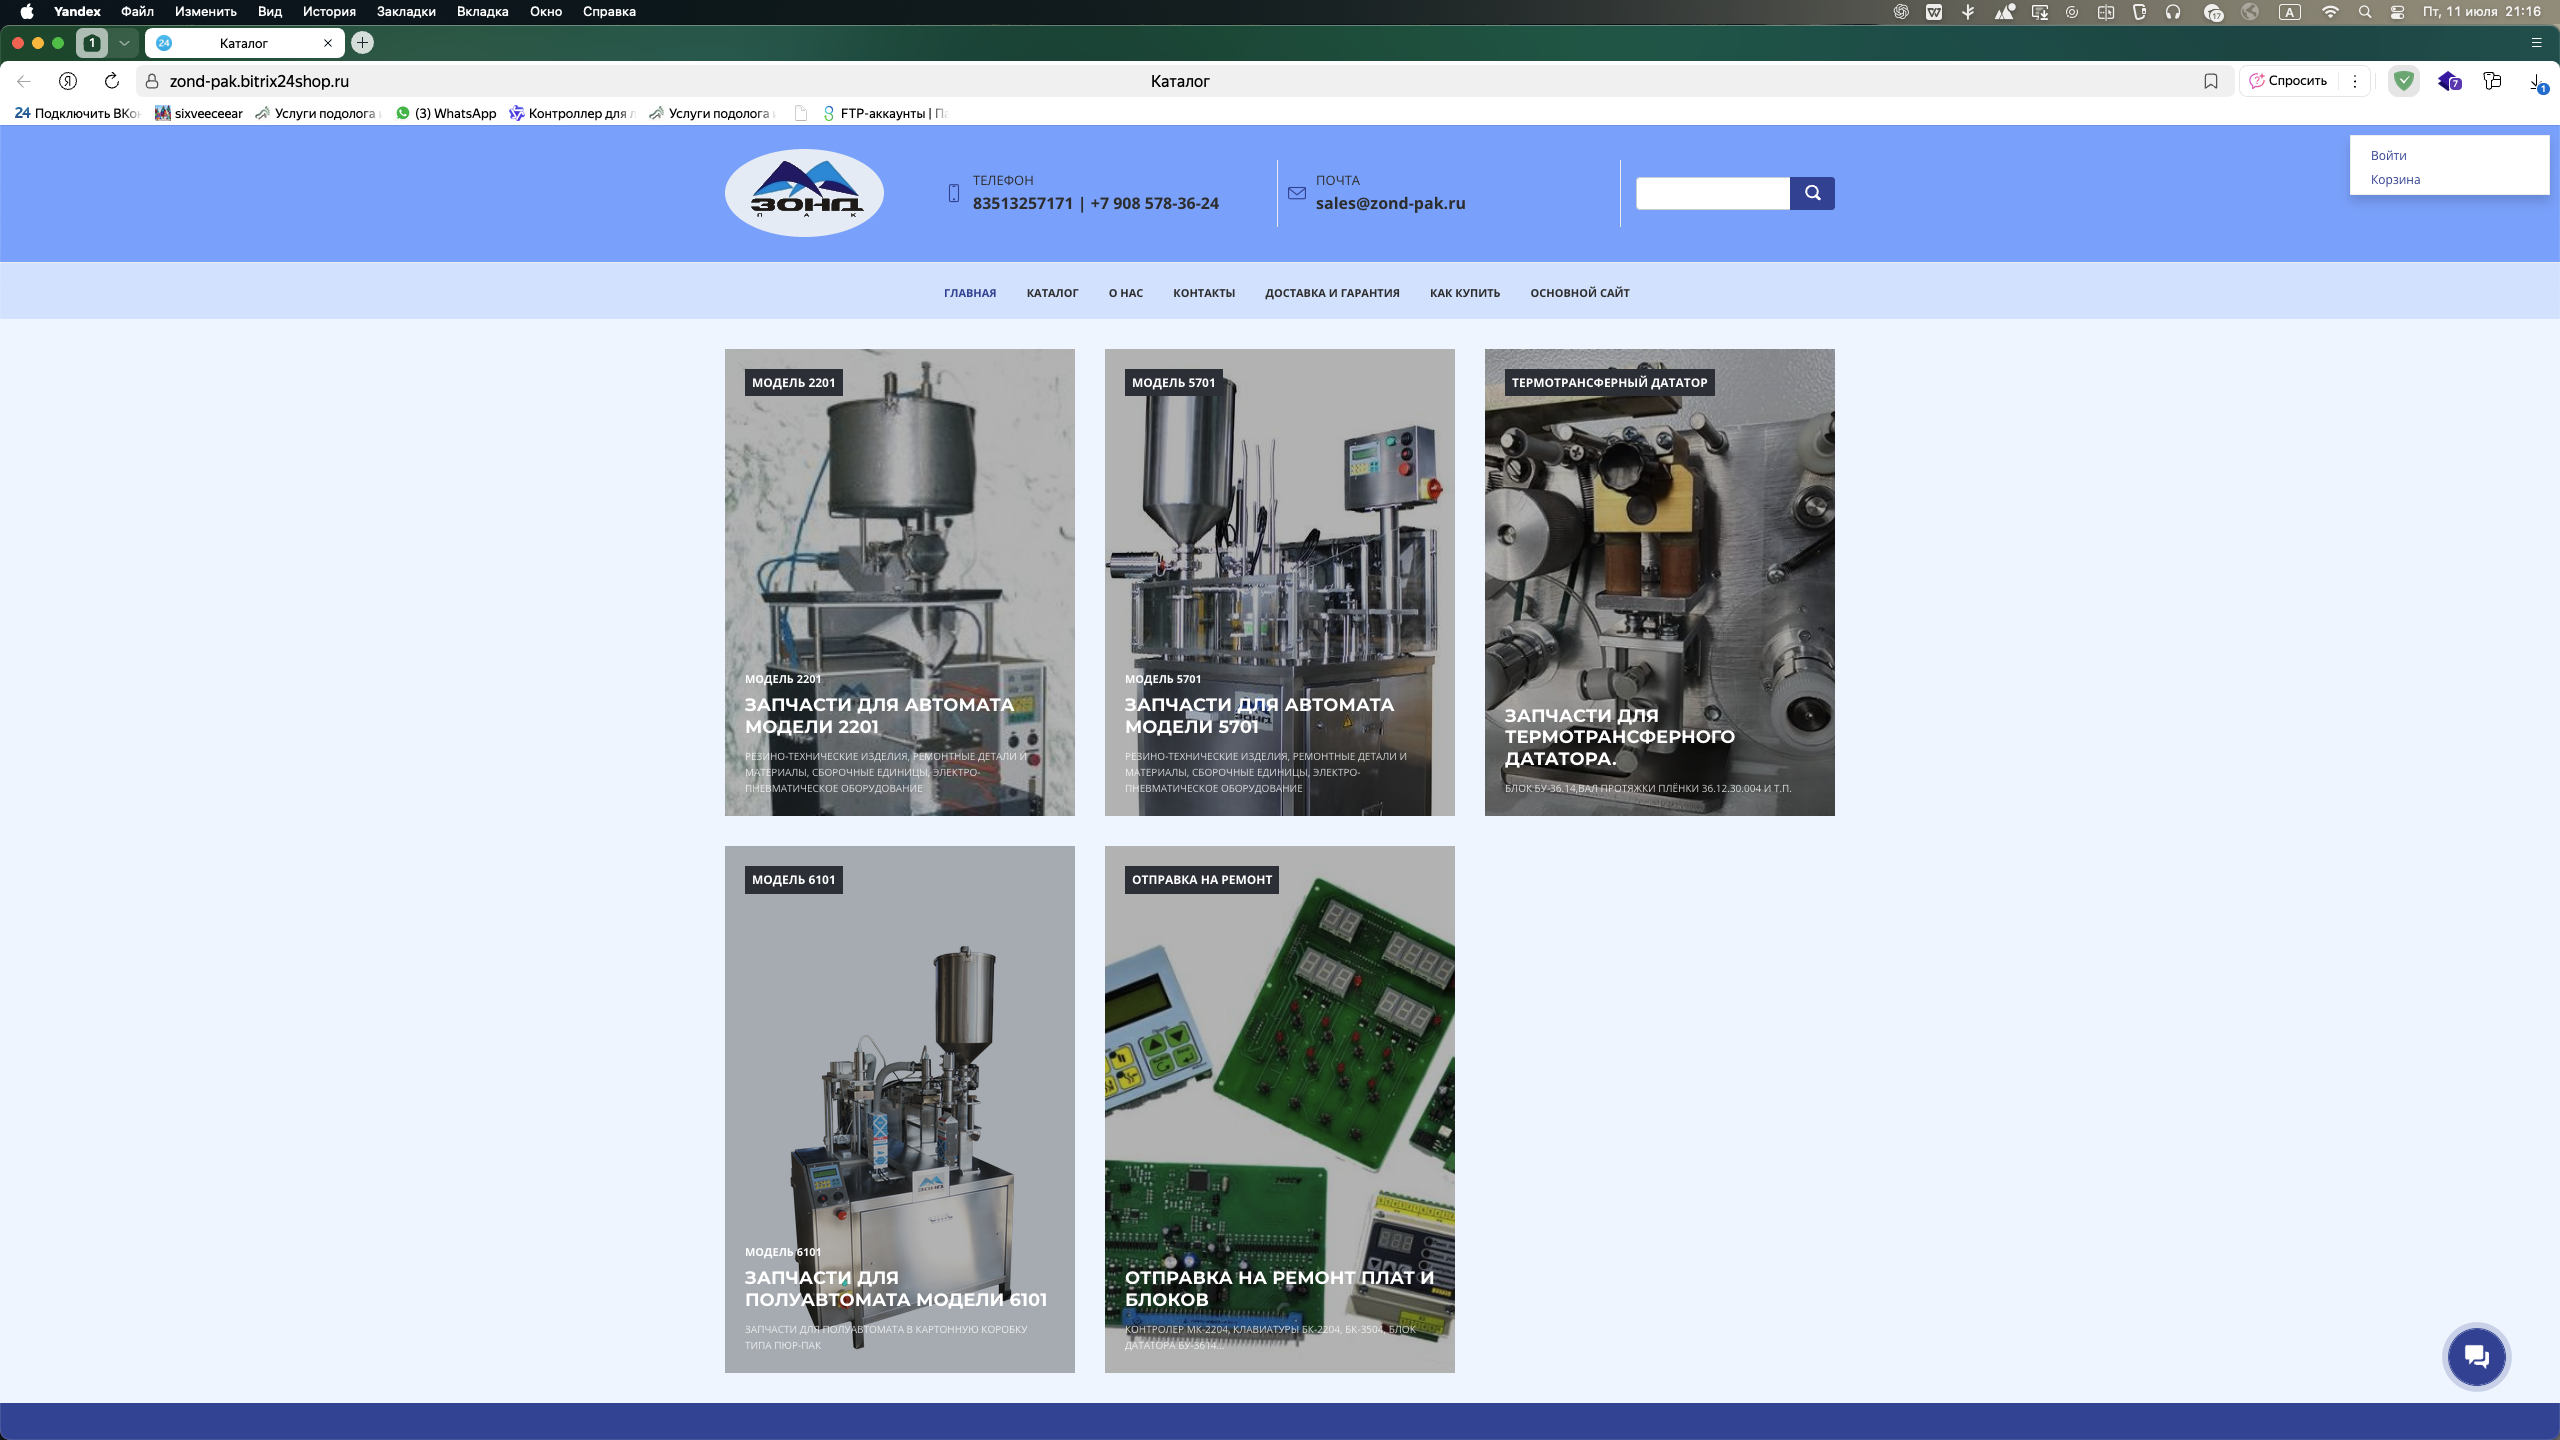 Yandex Файл Изменить Вид История Закладки Вкладка Окно Справка
A Пт, 11 июля 21:16
1 24 Каталог
zond-pak.bitrix24shop.ru Каталог Спросить 7 1
24 Подключить ВКо sixveeceear Услуги подолога (3) WhatsApp Контроллер для Услуги подолога FTP-аккаунты |
Войти
Корзина
ЗОНД
ПАК
ТЕЛЕФОН
83513257171 | +7 908 578-36-24
ПОЧТА
sales@zond-pak.ru
ГЛАВНАЯ КАТАЛОГ О НАС КОНТАКТЫ ДОСТАВКА И ГАРАНТИЯ КАК КУПИТЬ ОСНОВНОЙ САЙТ
МОДЕЛЬ 2201
МОДЕЛЬ 2201
ЗАПЧАСТИ ДЛЯ АВТОМАТА
МОДЕЛИ 2201
РЕЗИНО-ТЕХНИЧЕСКИЕ ИЗДЕЛИЯ, РЕМОНТНЫЕ ДЕТАЛИ И
МАТЕРИАЛЫ, СБОРОЧНЫЕ ЕДИНИЦЫ, ЭЛЕКТРО-
ПНЕВМАТИЧЕСКОЕ ОБОРУДОВАНИЕ
МОДЕЛЬ 5701
МОДЕЛЬ 5701
ЗАПЧАСТИ ДЛЯ АВТОМАТА
МОДЕЛИ 5701
РЕЗИНО-ТЕХНИЧЕСКИЕ ИЗДЕЛИЯ, РЕМОНТНЫЕ ДЕТАЛИ И
МАТЕРИАЛЫ, СБОРОЧНЫЕ ЕДИНИЦЫ, ЭЛЕКТРО-
ПНЕВМАТИЧЕСКОЕ ОБОРУДОВАНИЕ
ТЕРМОТРАНСФЕРНЫЙ ДАТАТОР
ЗАПЧАСТИ ДЛЯ
ТЕРМОТРАНСФЕРНОГО
ДАТАТОРА.
БЛОК БУ-36.14,ВАЛ ПРОТЯЖКИ ПЛЁНКИ 36.12.30.004 И Т.П.
МОДЕЛЬ 6101
ЗОНД
МОДЕЛЬ 6101
ЗАПЧАСТИ ДЛЯ
ПОЛУАВТОМАТА МОДЕЛИ 6101
ЗАПЧАСТИ ДЛЯ ПОЛУАВТОМАТА В КАРТОННУЮ КОРОБКУ
ТИПА ПЮР-ПАК
ОТПРАВКА НА РЕМОНТ
ОТПРАВКА НА РЕМОНТ ПЛАТ И
БЛОКОВ
КОНТРОЛЕР МК-2204, КЛАВИАТУРЫ БК-2204, БК-3504, БЛОК
ДАТАТОРА БУ-3614...